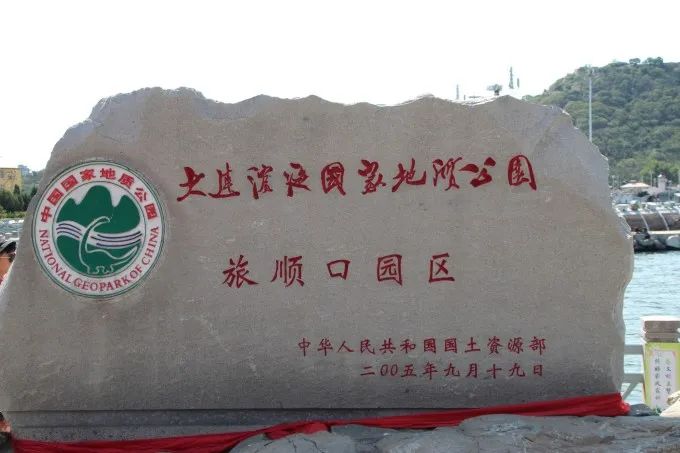 中国国家地质公园
NATIONAL GEOPARK OF CHINA
大连滨海国家地质公园
旅顺口园区
中华人民共和国国土资源部
二00五年九月十九日